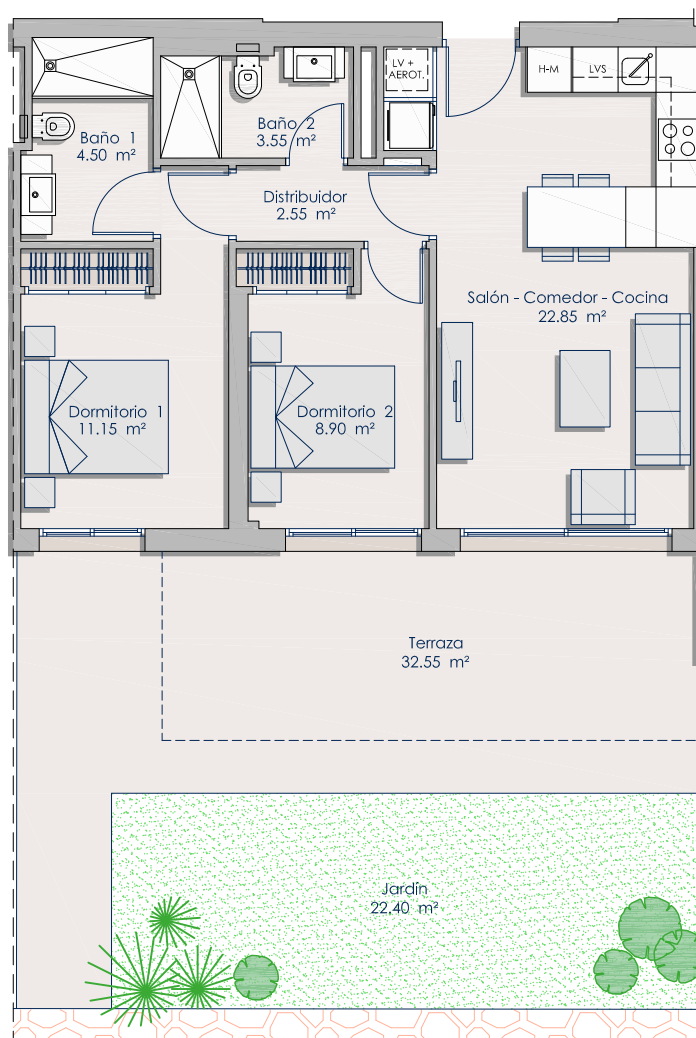 LV +
AEROT.
H-M
LVS
Baño 1
4.50 m²
Baño 2
3.55 m²
Distribuidor
2.55 m²
Salón - Comedor - Cocina
22.85 m²
Dormitorio 1
11.15 m²
Dormitorio 2
8.90 m²
Terraza
32.55 m²
Jardín
22.40 m²